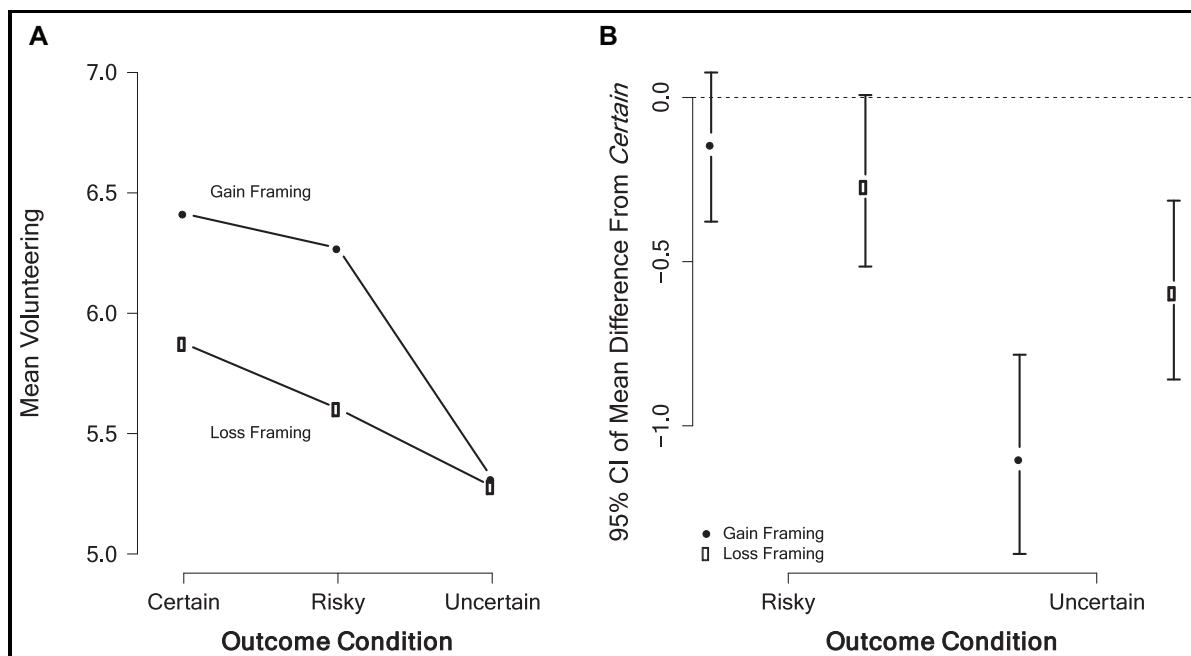 A
Mean Volunteering
7.0
6.5
6.0
5.5
5.0
Gain Framing
Loss Framing
Certain
Risky
Uncertain
Outcome Condition
B
95% CI of Mean Difference From Certain
0.0
−0.5
−1.0
Gain Framing
Loss Framing
Risky
Uncertain
Outcome Condition